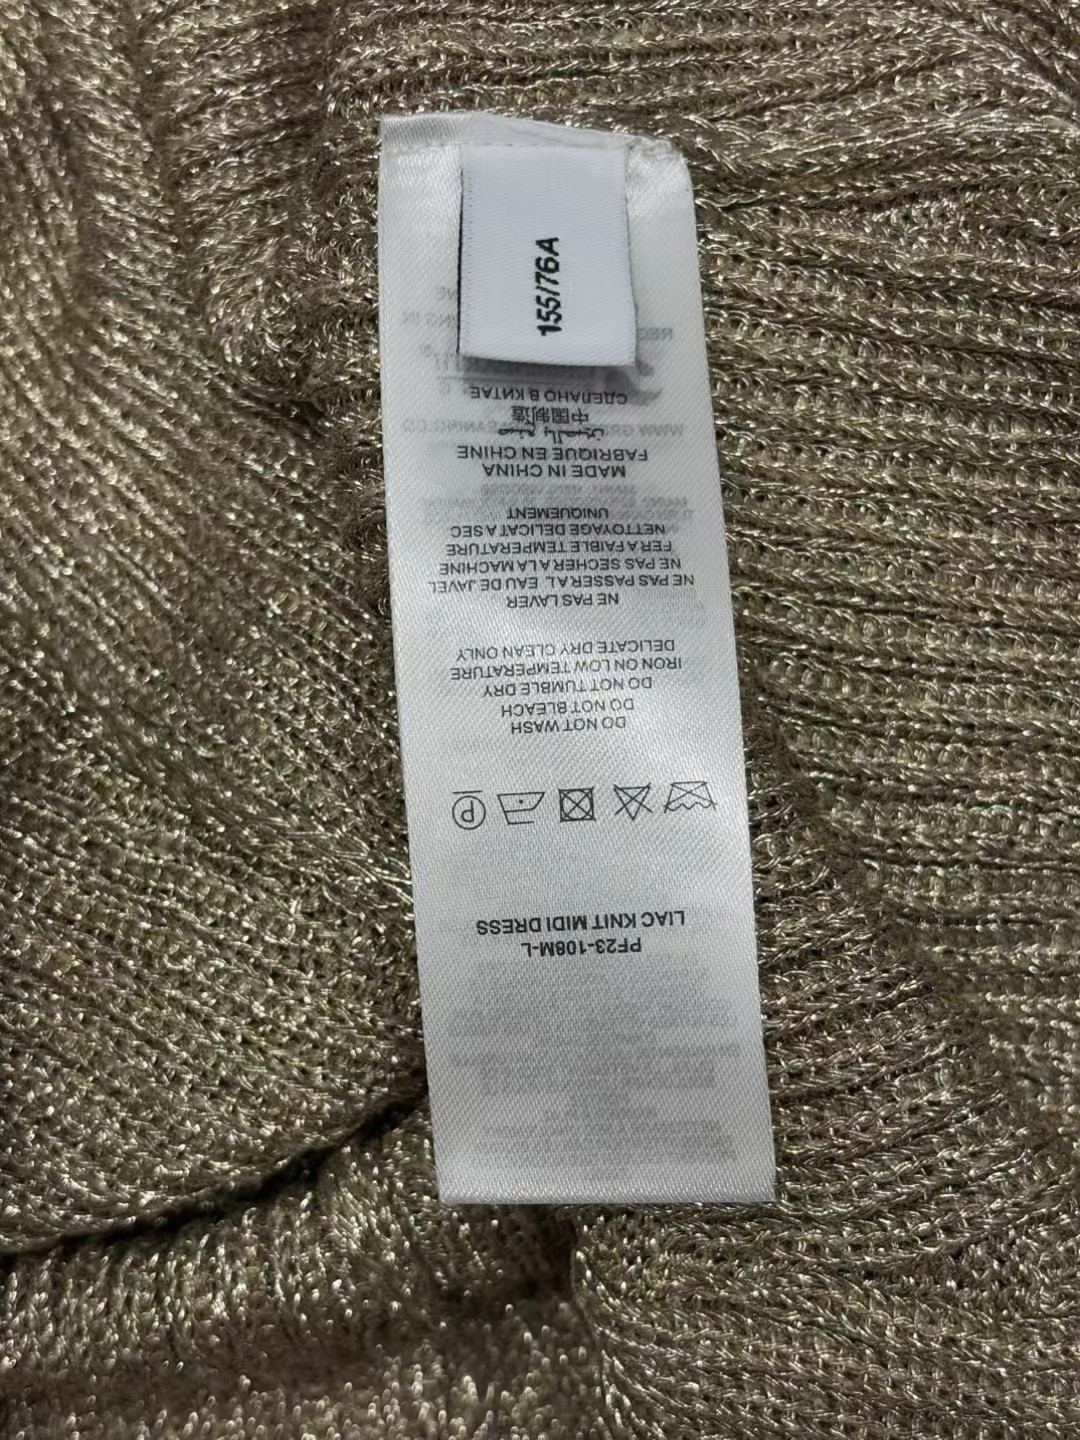 155/76A
PF23-108M-L
LIAC KNIT MIDI DRESS
DO NOT WASH
DO NOT BLEACH
DO NOT TUMBLE DRY
IRON ON LOW TEMPERATURE
DELICATE DRY CLEAN ONLY
NE PAS LAVER
NE PAS PASSER A L EAU DE JAVEL
NE PAS SECHER A LA MACHINE
FER A FAIBLE TEMPERATURE
NETTOYAGE DELICAT A SEC
UNIQUEMENT
MADE IN CHINA
FABRIQUE EN CHINE
صنع بالصين
中国制造
СДЕЛАНО В КИТАЕ